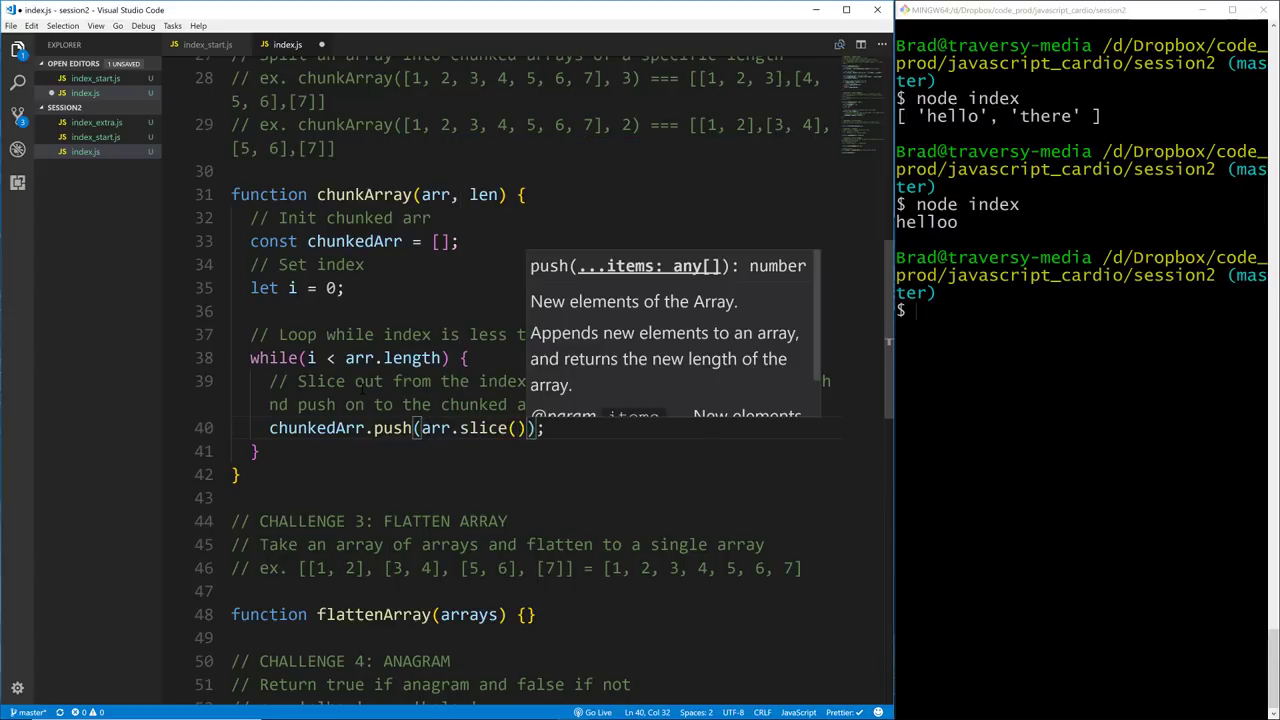 index.js - session2 - Visual Studio Code
File Edit Selection View Go Debug Tasks Help
EXPLORER
OPEN EDITORS 1 UNSAVED
index_start.js U
index.js U
SESSION2
index_extra.js U
index_start.js U
index.js U
index_start.js index.js
27 // Split an array into chunked arrays of a specific length
28 // ex. chunkArray([1, 2, 3, 4, 5, 6, 7], 3) === [[1, 2, 3],[4,
5, 6],[7]]
29 // ex. chunkArray([1, 2, 3, 4, 5, 6, 7], 2) === [[1, 2],[3, 4],
[5, 6],[7]]
30
31 function chunkArray(arr, len) {
32 // Init chunked arr
33 const chunkedArr = [];
34 // Set index
35 let i = 0;
36
37 // Loop while index is less t
38 while(i < arr.length) {
39 // Slice out from the index h
nd push on to the chunked a
40 chunkedArr.push(arr.slice());
41 }
42 }
43
44 // CHALLENGE 3: FLATTEN ARRAY
45 // Take an array of arrays and flatten to a single array
46 // ex. [[1, 2], [3, 4], [5, 6], [7]] = [1, 2, 3, 4, 5, 6, 7]
47
48 function flattenArray(arrays) {}
49
50 // CHALLENGE 4: ANAGRAM
51 // Return true if anagram and false if not
push(...items: any[]): number
New elements of the Array.
Appends new elements to an array,
and returns the new length of the
array.
@param items New elements
master* 0 0
Go Live Ln 40, Col 32 Spaces: 2 UTF-8 CRLF JavaScript Prettier: ✓
MINGW64:/d/Dropbox/code_prod/javascript_cardio/session2
Brad@traversy-media /d/Dropbox/code_
prod/javascript_cardio/session2 (mas
ter)
$ node index
[ 'hello', 'there' ]
Brad@traversy-media /d/Dropbox/code_
prod/javascript_cardio/session2 (mas
ter)
$ node index
helloo
Brad@traversy-media /d/Dropbox/code_
prod/javascript_cardio/session2 (mas
ter)
$